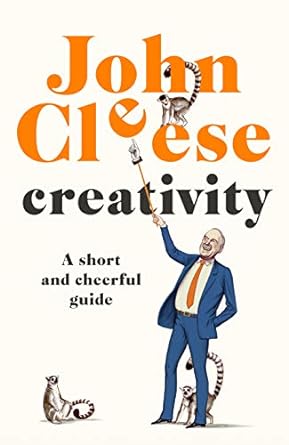 John
Cleese
creativity
A short
and cheerful
guide